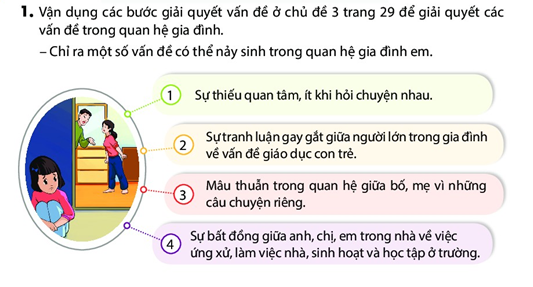 1. Vận dụng các bước giải quyết vấn đề ở chủ đề 3 trang 29 để giải quyết các
vấn đề trong quan hệ gia đình.
– Chỉ ra một số vấn đề có thể nảy sinh trong quan hệ gia đình em.
1 Sự thiếu quan tâm, ít khi hỏi chuyện nhau.
2 Sự tranh luận gay gắt giữa người lớn trong gia đình
về vấn đề giáo dục con trẻ.
3 Mâu thuẫn trong quan hệ giữa bố, mẹ vì những
câu chuyện riêng.
4 Sự bất đồng giữa anh, chị, em trong nhà về việc
ứng xử, làm việc nhà, sinh hoạt và học tập ở trường.